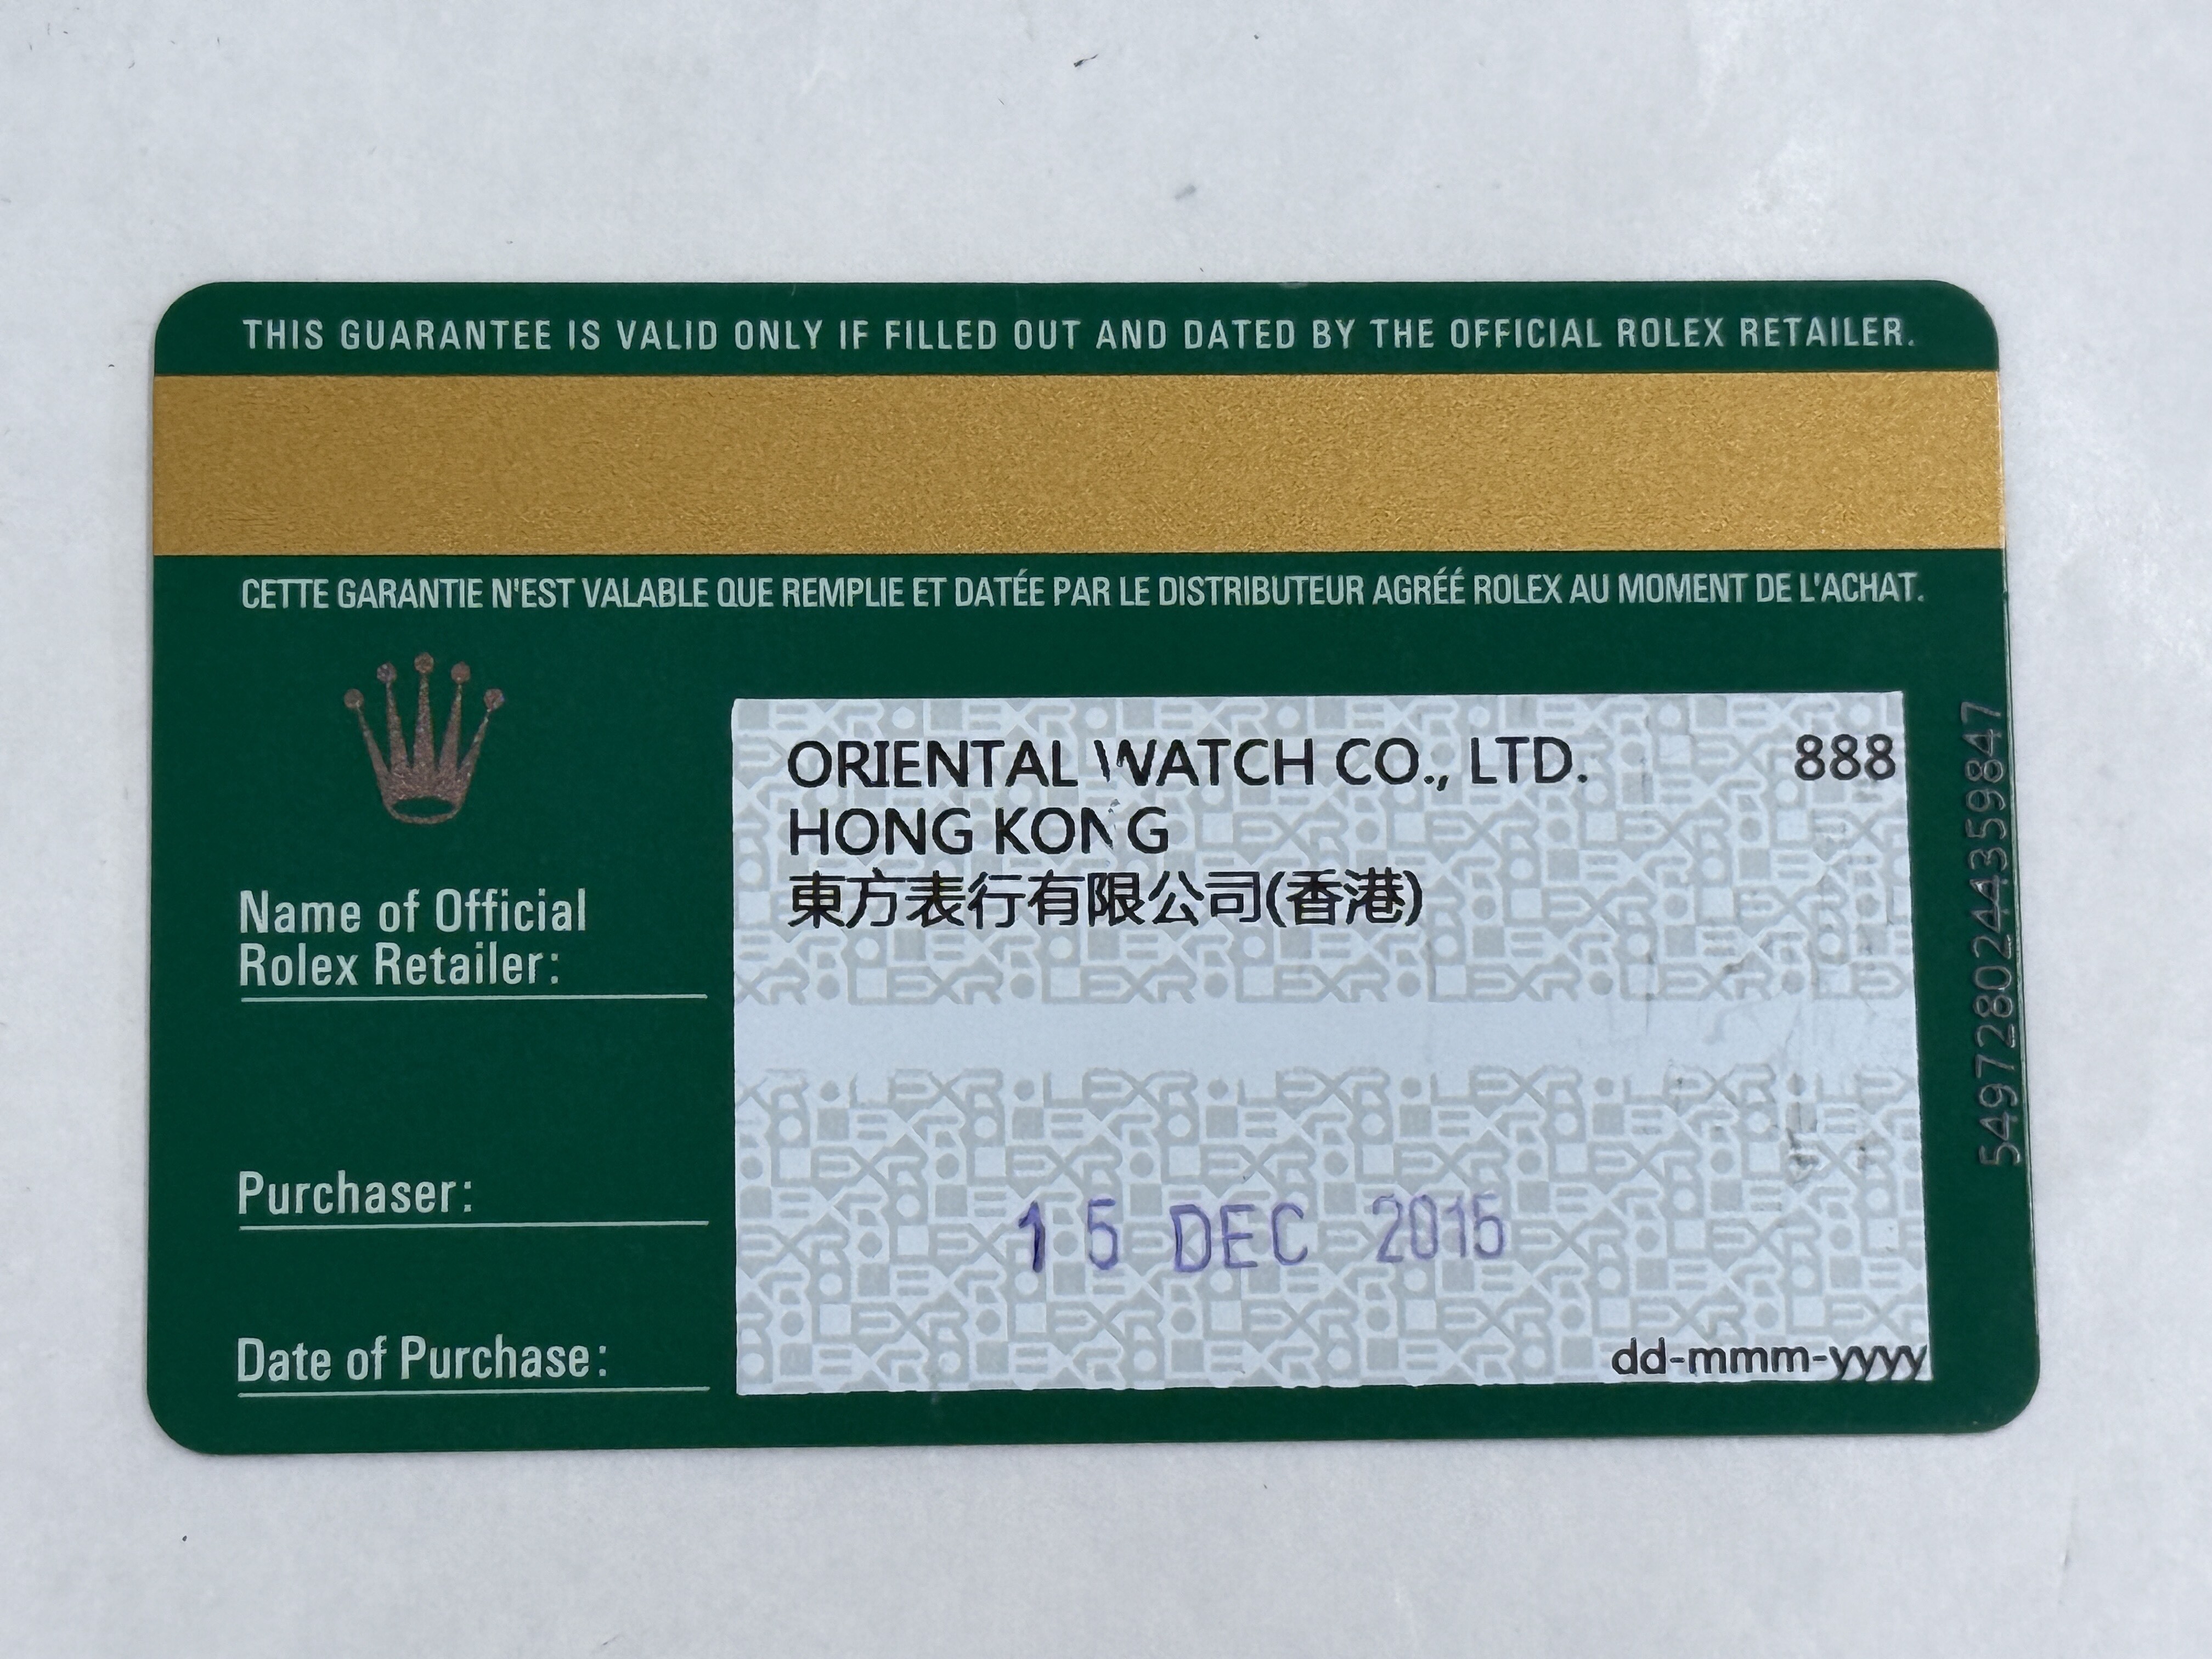 THIS GUARANTEE IS VALID ONLY IF FILLED OUT AND DATED BY THE OFFICIAL ROLEX RETAILER.
CETTE GARANTIE N'EST VALABLE QUE REMPLIE ET DATÉE PAR LE DISTRIBUTEUR AGRÉÉ ROLEX AU MOMENT DE L'ACHAT.
ORIENTAL WATCH CO., LTD. 888
HONG KONG
東方表行有限公司(香港)
Name of Official
Rolex Retailer:
Purchaser:
15 DEC 2015
Date of Purchase:
dd-mmm-yyyy
5497280244359847